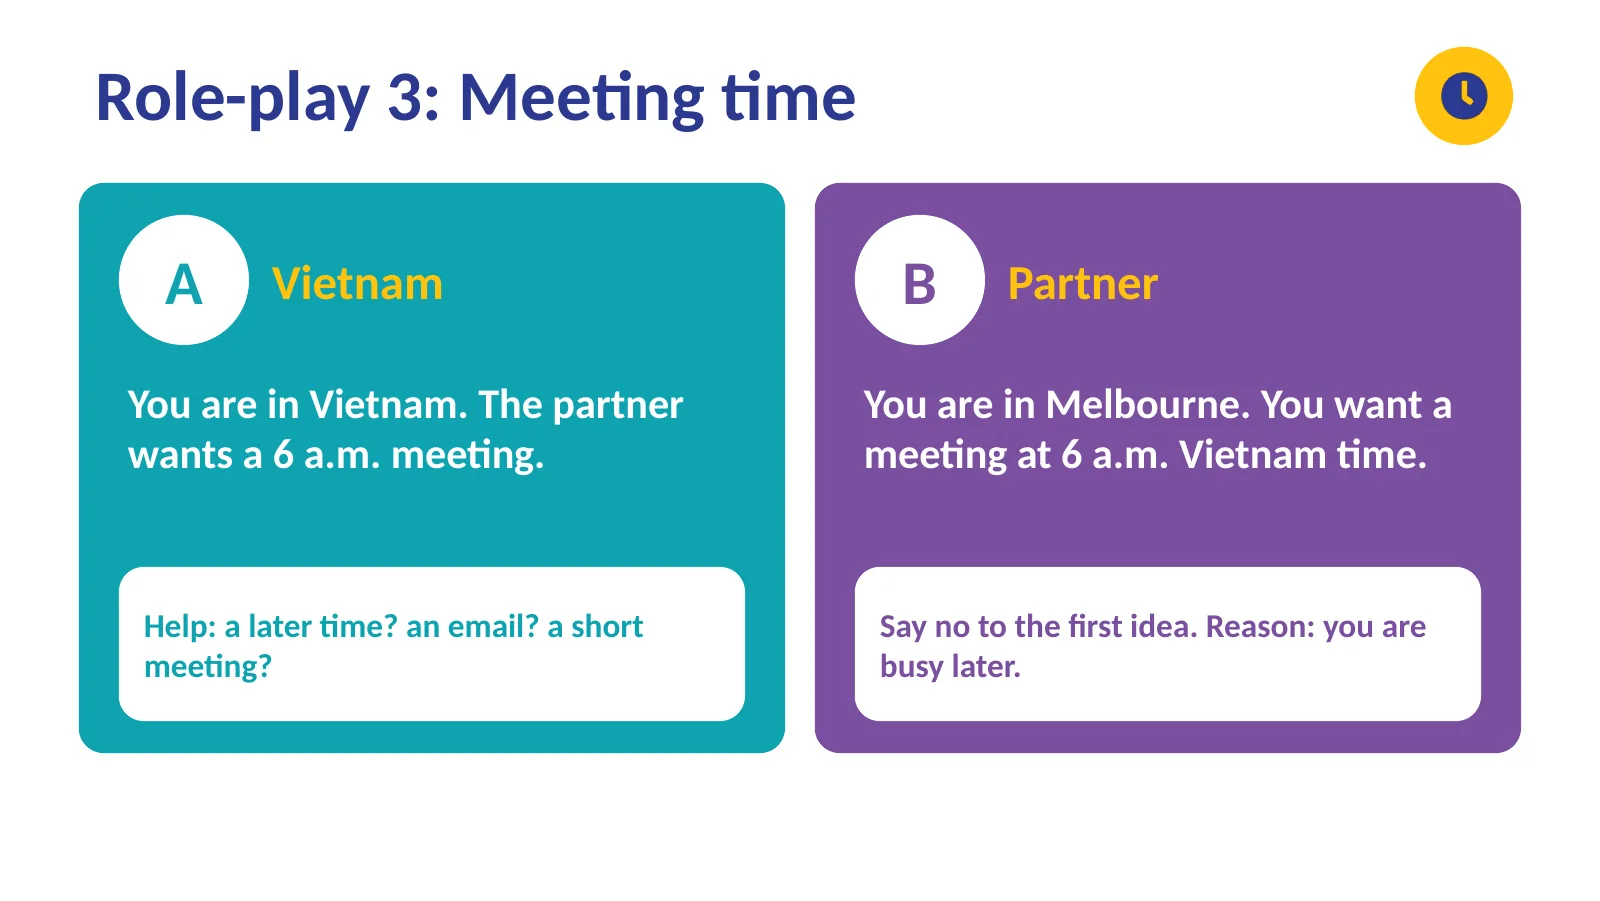 Role-play 3: Meeting time
A
Vietnam
You are in Vietnam. The partner
wants a 6 a.m. meeting.
Help: a later time? an email? a short
meeting?
B
Partner
You are in Melbourne. You want a
meeting at 6 a.m. Vietnam time.
Say no to the first idea. Reason: you are
busy later.